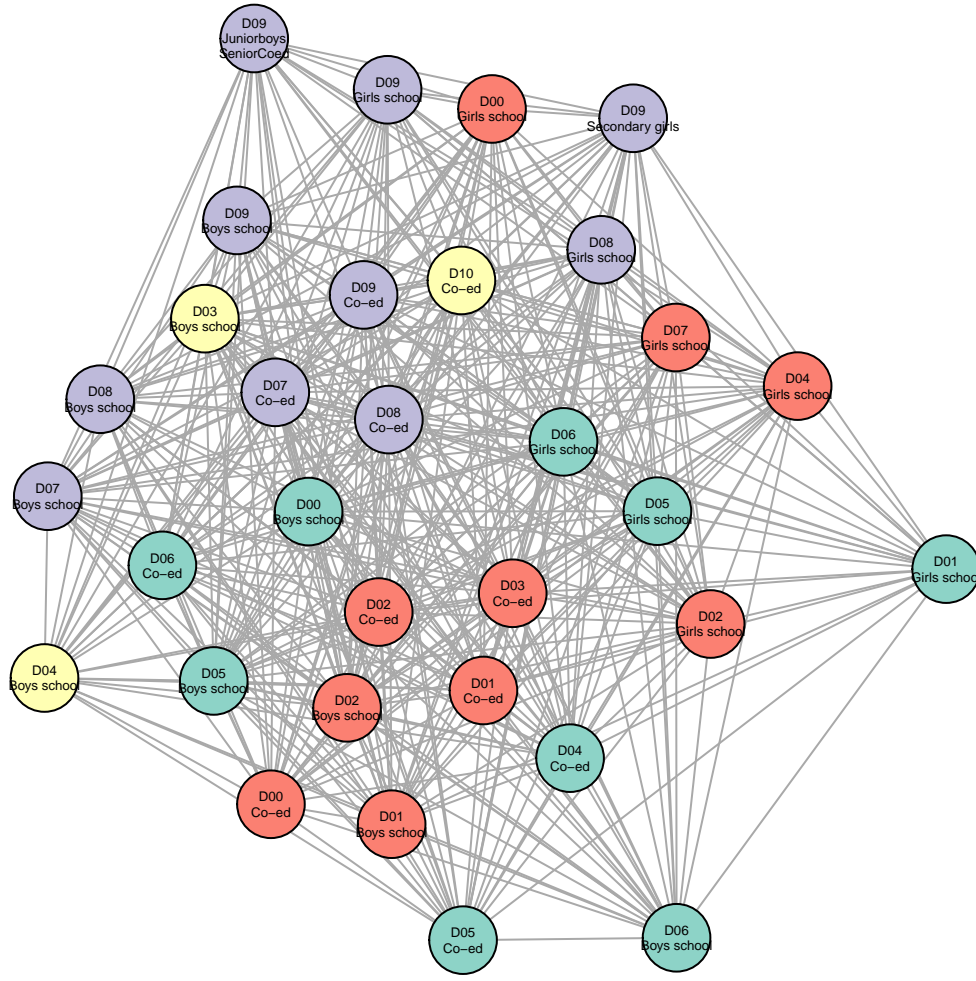 D09
Juniorboys
SeniorCoed
D09
Girls school
D00
Girls school
D09
Secondary girls
D09
Boys school
D08
Girls school
D10
Co−ed
D09
Co−ed
D03
Boys school
D07
Girls school
D04
Girls school
D08
Boys school
D07
Co−ed
D08
Co−ed
D06
Girls school
D07
Boys school
D00
Boys school
D05
Girls school
D06
Co−ed
D01
Girls school
D03
Co−ed
D02
Co−ed
D02
Girls school
D04
Boys school
D05
Boys school
D01
Co−ed
D02
Boys school
D04
Co−ed
D00
Co−ed
D01
Boys school
D05
Co−ed
D06
Boys school